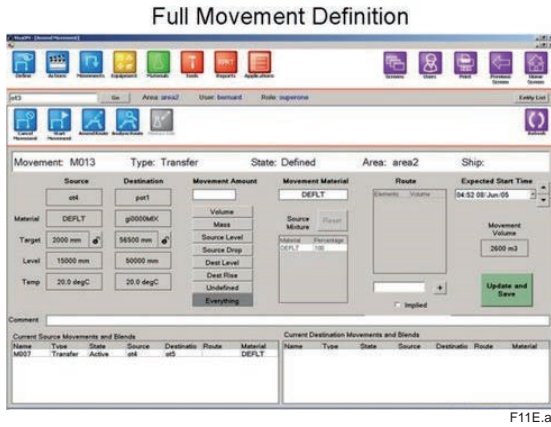 Full Movement Definition
Define Actions Movements Equipment Materials Tools Reports Applications Screens Users Print Previous Screen Home Screen
st3 Go Area: area2 User: bernard Role: superone Entity List
Cancel Movement Start Movement Amend Route Analyse Route Refresh
Movement: M013 Type: Transfer State: Defined Area: area2 Ship:
Source Destination Movement Amount Movement Material Route Expected Start Time
st4 put1 DEFLT Elements Volume 04:52 08/Jun/05
Material DEFLT gi0000MIX Volume Source Mixture Reset
Mass
Target 2000 mm 56500 mm Source Level Material Percentage Movement Volume
Source Drop DEFLT 100
Level 15000 mm 50000 mm Dest Level 2600 m3
Dest Rise
Temp 20.0 degC 20.0 degC Undefined + Update and Save
Everything Implied
Comment
Current Source Movements and Blends Current Destination Movements and Blends
Name Type State Source Destinatio Route Material Name Type State Source Destinatio Route Material
M007 Transfer Active st4 st5 DEFLT
F11E.a